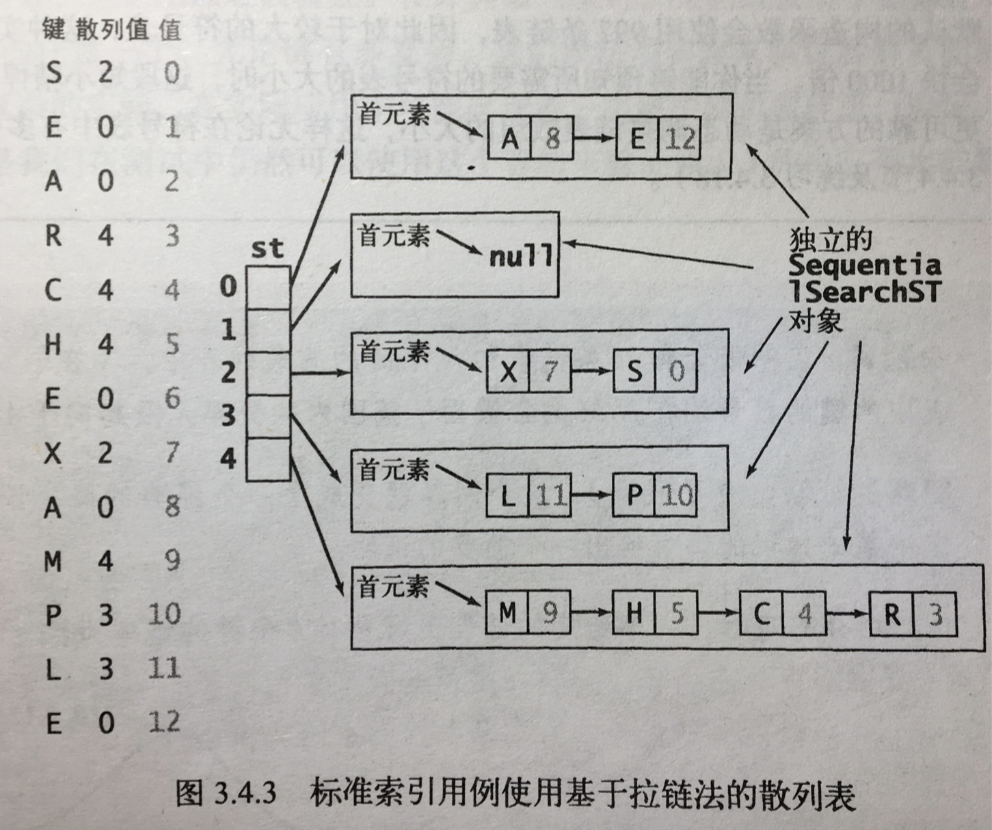 键 散列值 值
S 2 0
E 0 1
A 0 2
R 4 3
C 4 4
H 4 5
E 0 6
X 2 7
A 0 8
M 4 9
P 3 10
L 3 11
E 0 12
st
0
1
2
3
4
首元素
A 8 E 12
首元素
null
首元素
X 7 S 0
首元素
L 11 P 10
首元素
M 9 H 5 C 4 R 3
独立的
Sequentia
lSearchST
对象
图 3.4.3 标准索引用例使用基于拉链法的散列表